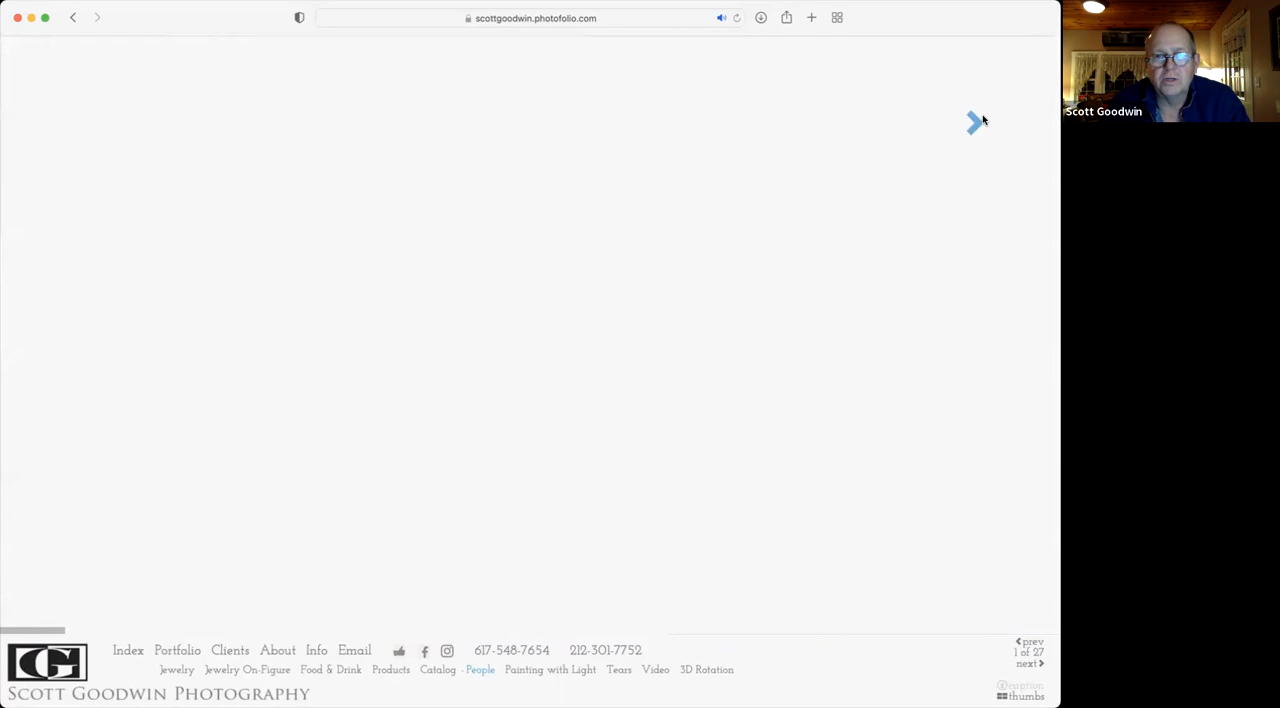 scottgoodwin.photofolio.com
Scott Goodwin
prev
Index Portfolio Clients About Info Email 617-548-7654 212-301-7752
1 of 27
next
Jewelry Jewelry On-Figure Food & Drink Products Catalog People Painting with Light Tears Video 3D Rotation
caption
SCOTT GOODWIN PHOTOGRAPHY
thumbs